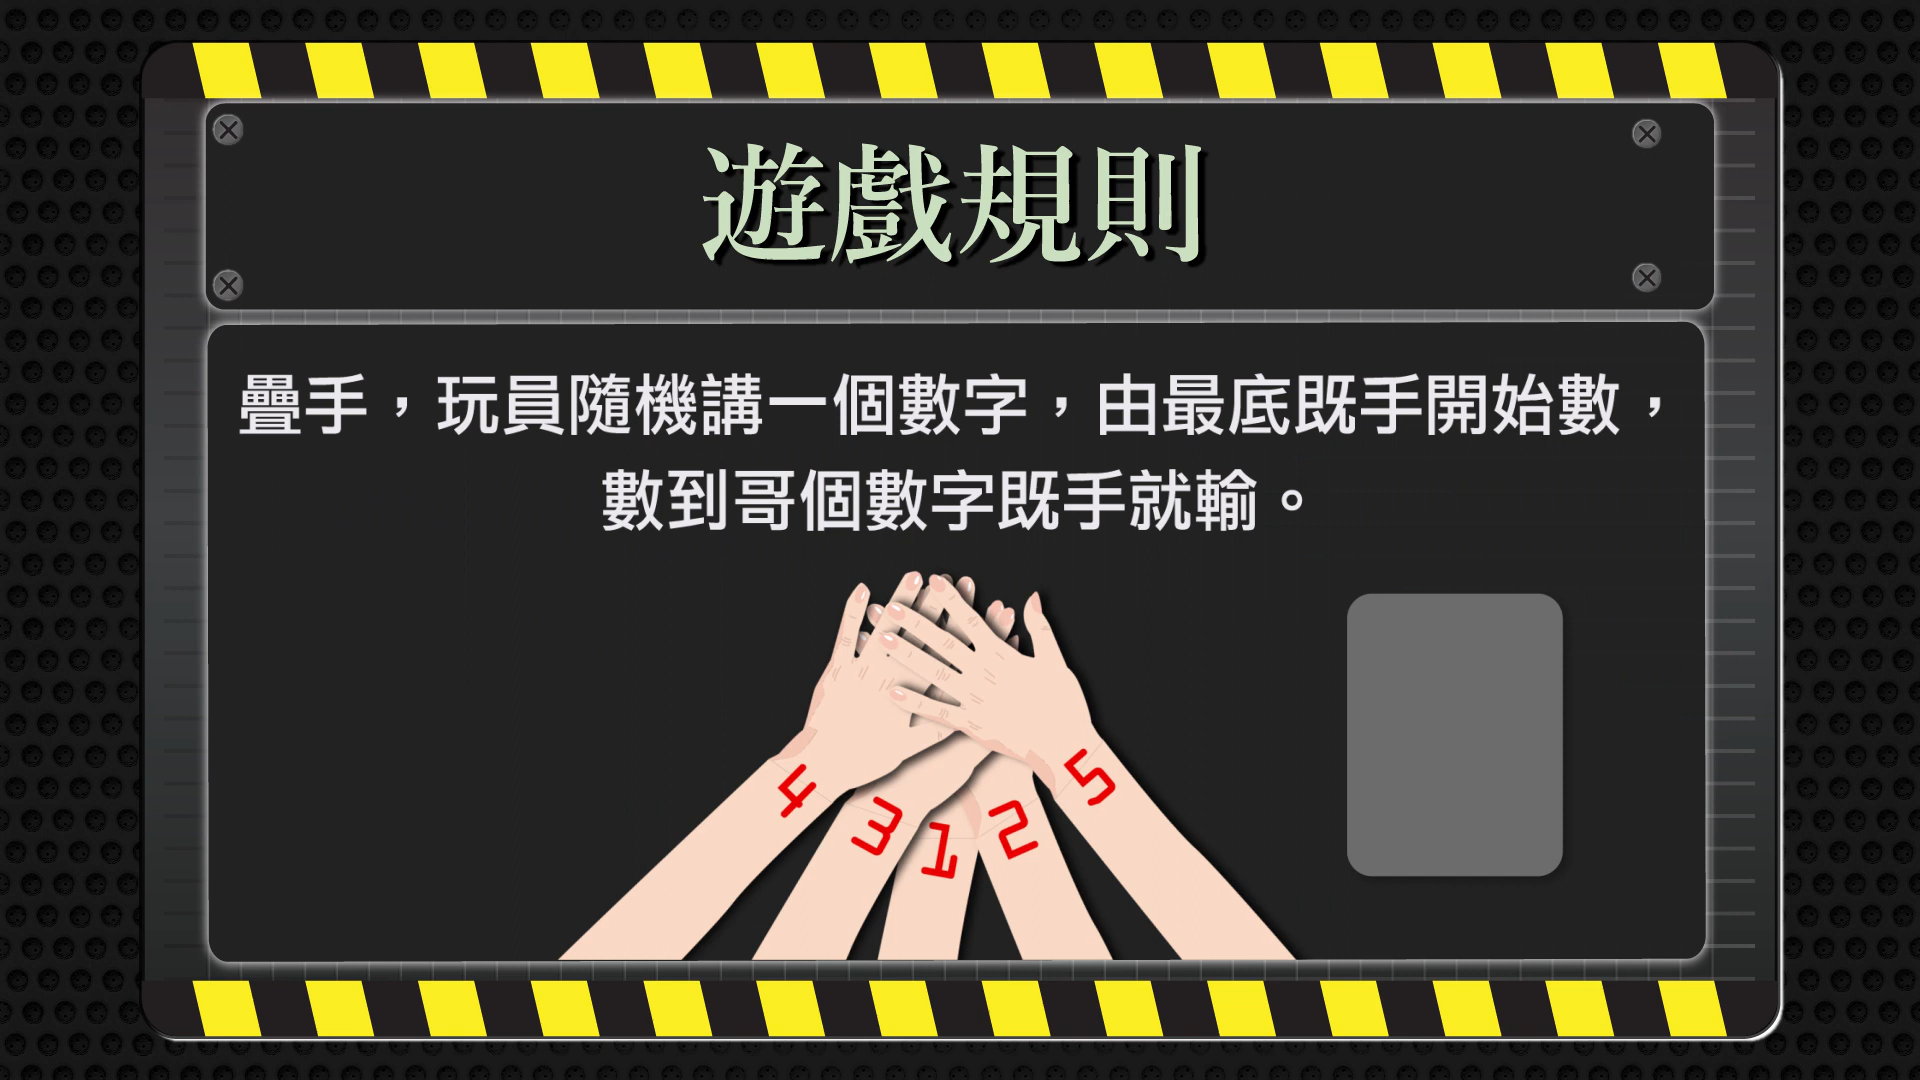 遊戲規則
疊手，玩員隨機講一個數字，由最底既手開始數，
數到哥個數字既手就輸。
4 3 1 2 5